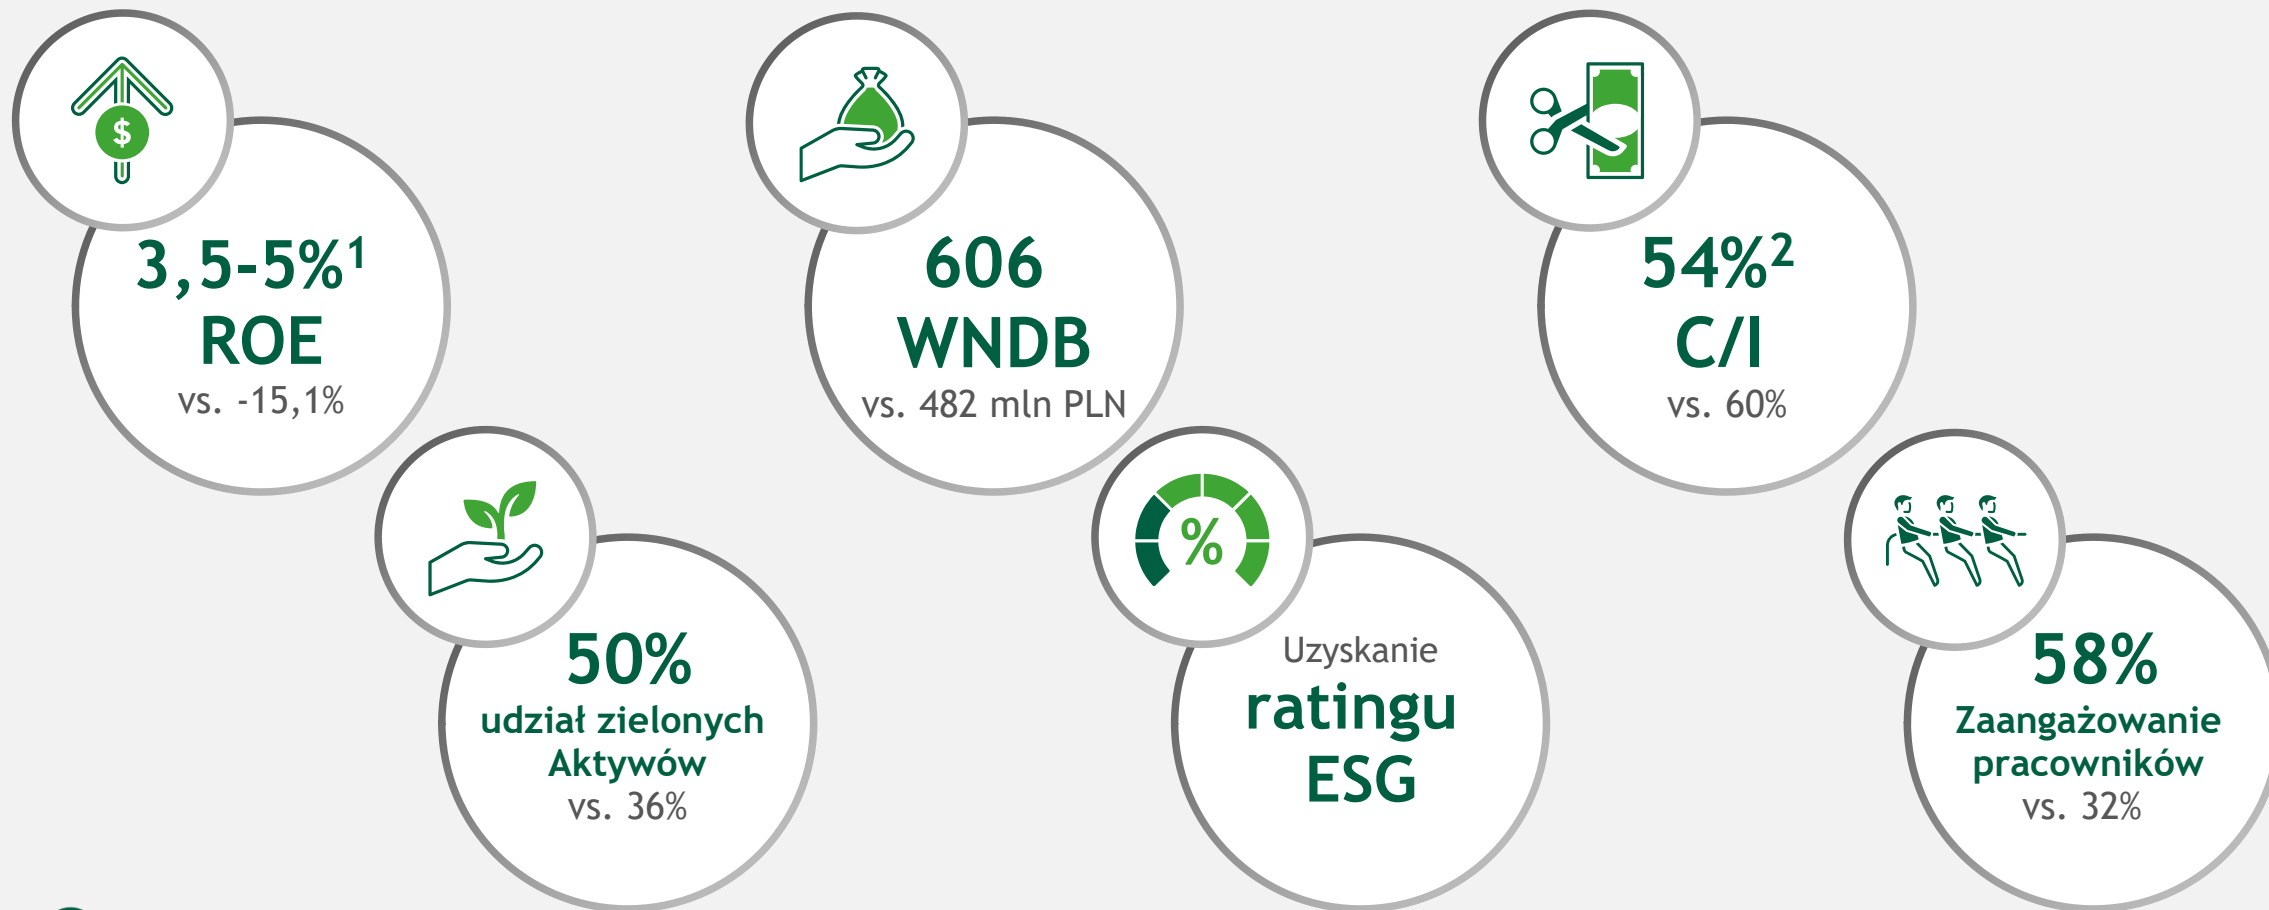 $
3,5-5%¹
ROE
vs. -15,1%
606
WNDB
vs. 482 mln PLN
54%²
C/I
vs. 60%
50%
udział zielonych
Aktywów
vs. 36%
%
Uzyskanie
ratingu
ESG
58%
Zaangażowanie
pracowników
vs. 32%